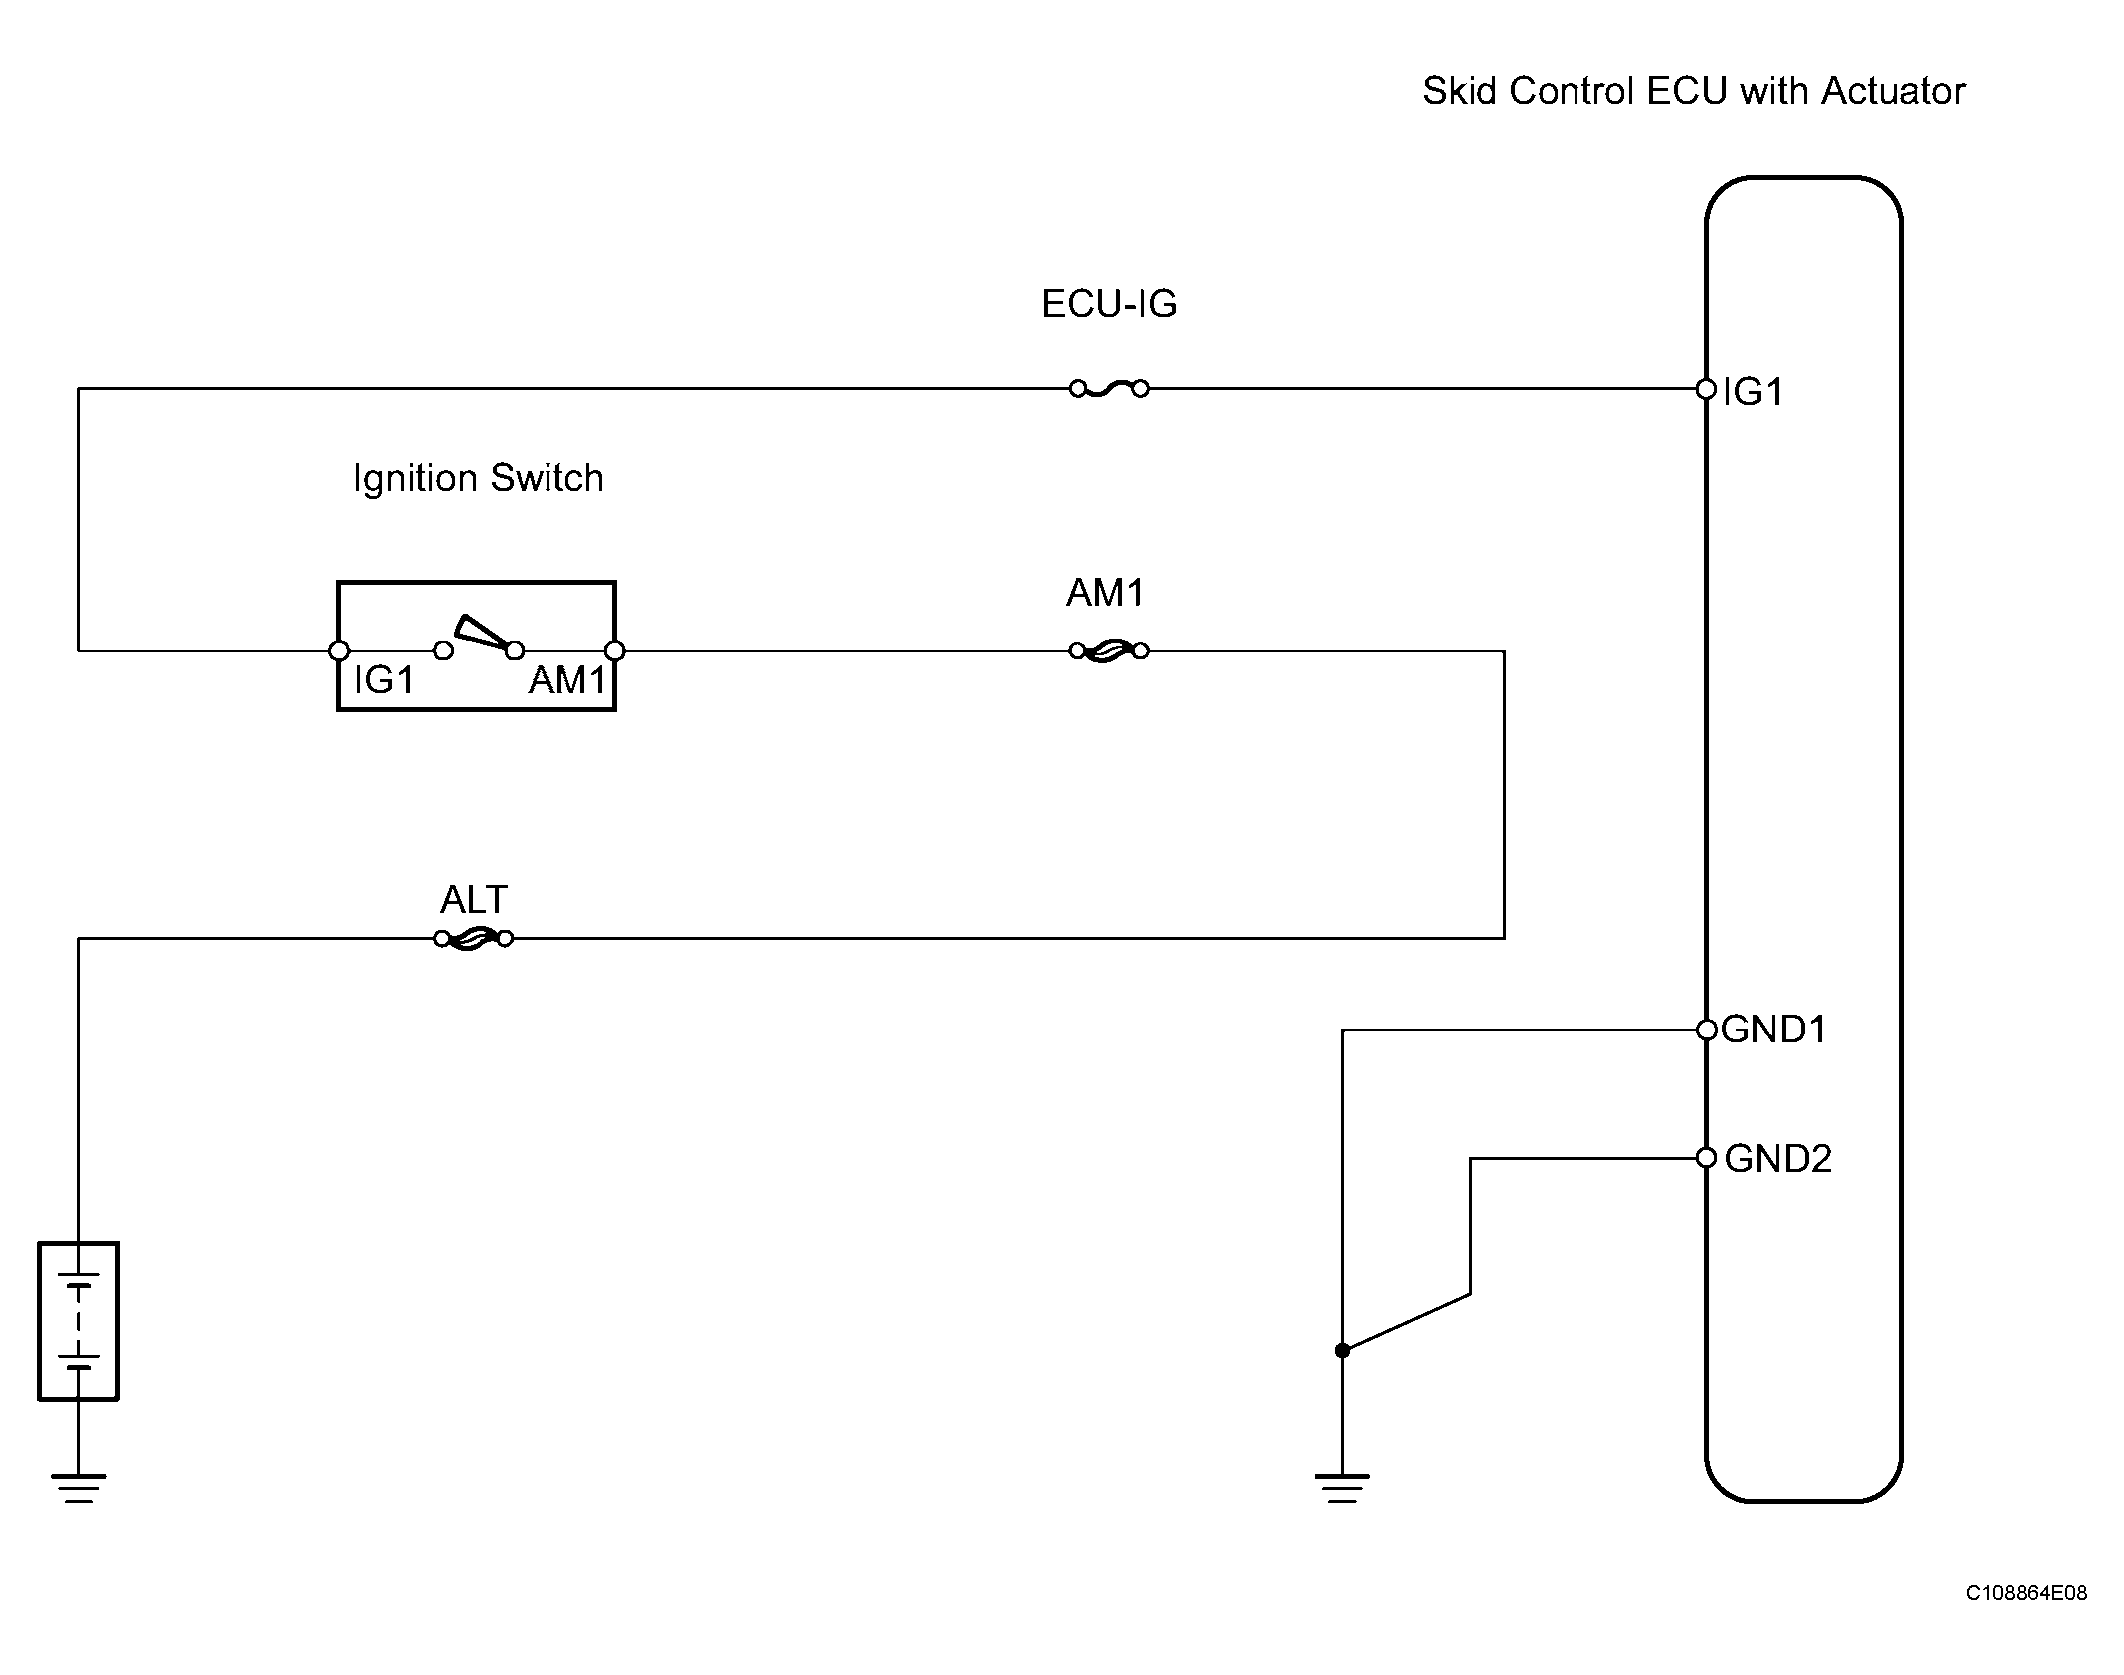 Skid Control ECU with Actuator
ECU-IG
IG1
Ignition Switch
AM1
IG1
AM1
ALT
GND1
GND2
C108864E08